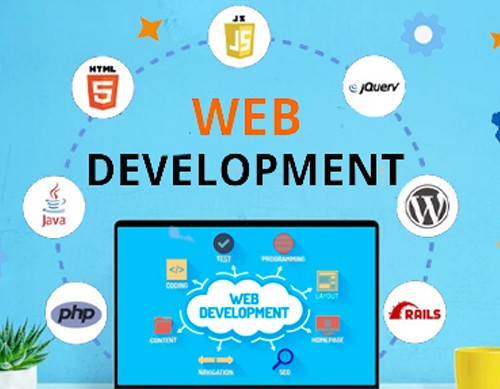 JS
JS
HTML
5
jQuery
WEB
DEVELOPMENT
Java
W
php
RAILS
TEST
PROGRAMMING
</>
CODING
LAYOUT
WEB
DEVELOPMENT
CONTENT
HOMEPAGE
NAVIGATION
SEO